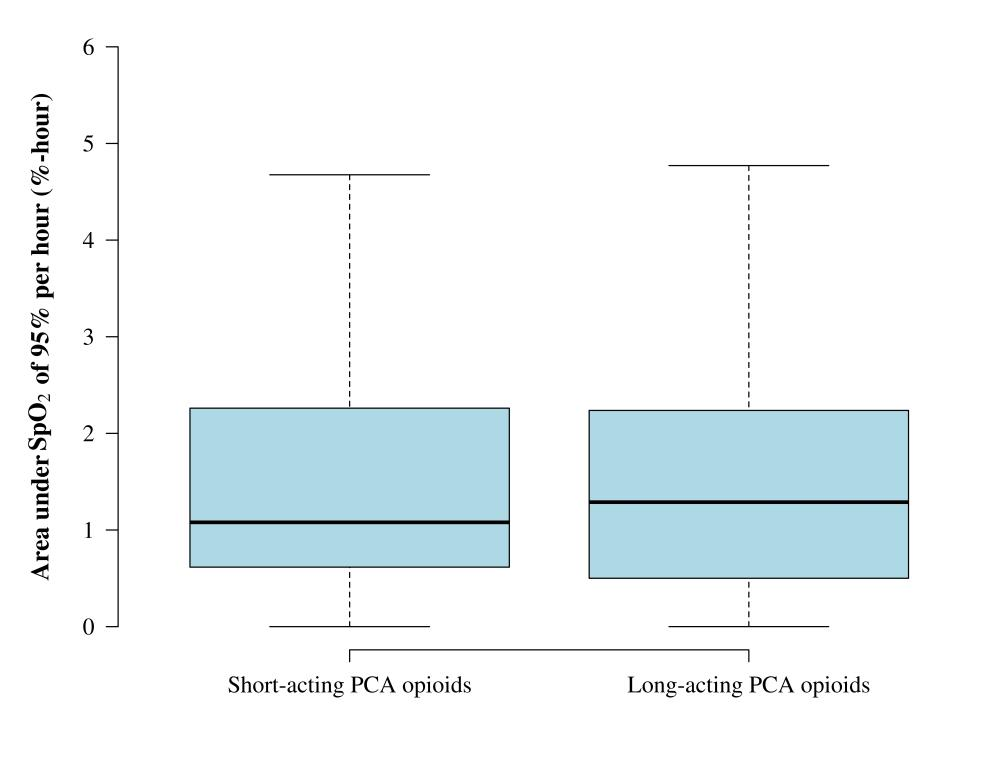 Area under SpO₂ of 95% per hour (%-hour)
6
5
4
3
2
1
0
Short-acting PCA opioids
Long-acting PCA opioids